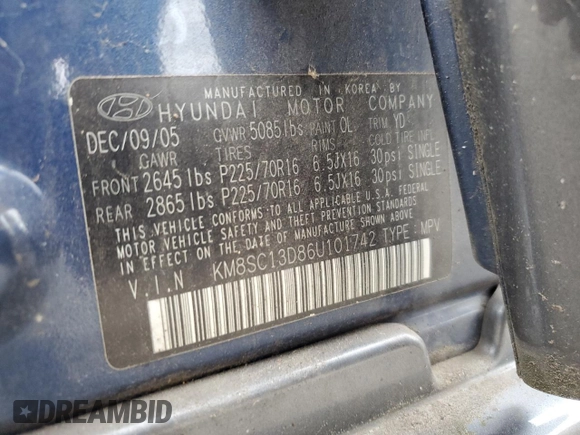 MANUFACTURED IN KOREA BY
HYUNDAI MOTOR COMPANY
DEC/09/05 GVWR 5085lbs PAINT OL TRIM YD
GAWR TIRES RIMS COLD TIRE INFL
FRONT 2645lbs P225/70R16 6.5JX16 30psi SINGLE
REAR 2865lbs P225/70R16 6.5JX16 30psi SINGLE
THIS VEHICLE CONFORMS TO ALL APPLICABLE U.S.A. FEDERAL
MOTOR VEHICLE SAFETY AND BUMPER STANDARDS
IN EFFECT ON THE DATE OF MANUFACTURE
SHOWN ABOVE.
V.I.N KM8SC13D86U101742 TYPE : MPV
DREAMBID